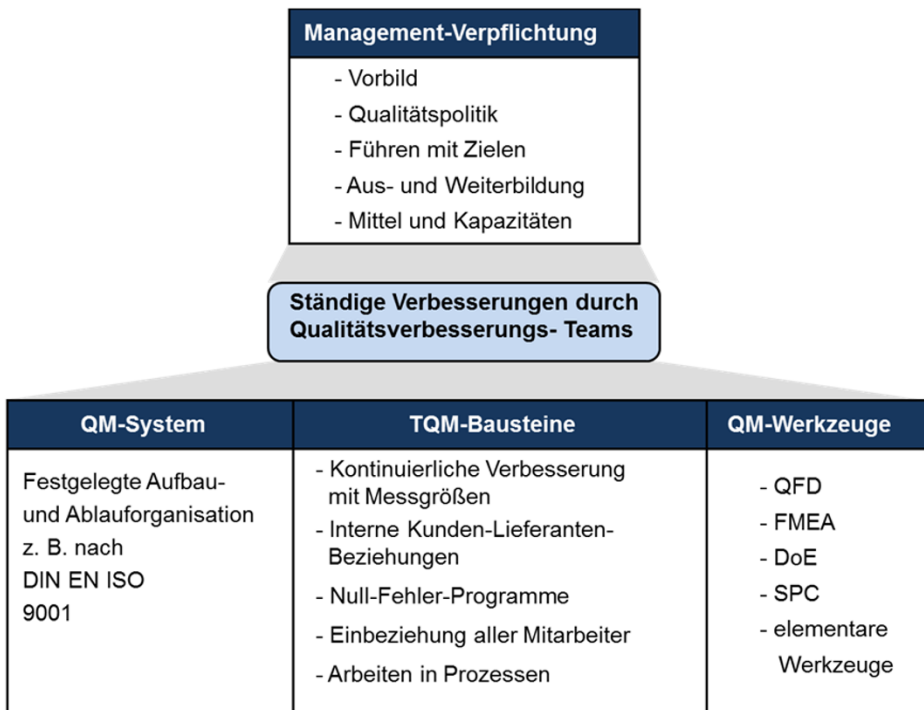 Management-Verpflichtung
- Vorbild
- Qualitätspolitik
- Führen mit Zielen
- Aus- und Weiterbildung
- Mittel und Kapazitäten
Ständige Verbesserungen durch
Qualitätsverbesserungs- Teams
QM-System
Festgelegte Aufbau-
und Ablauforganisation
z. B. nach
DIN EN ISO
9001
TQM-Bausteine
- Kontinuierliche Verbesserung
mit Messgrößen
- Interne Kunden-Lieferanten-
Beziehungen
- Null-Fehler-Programme
- Einbeziehung aller Mitarbeiter
- Arbeiten in Prozessen
QM-Werkzeuge
- QFD
- FMEA
- DoE
- SPC
- elementare
Werkzeuge